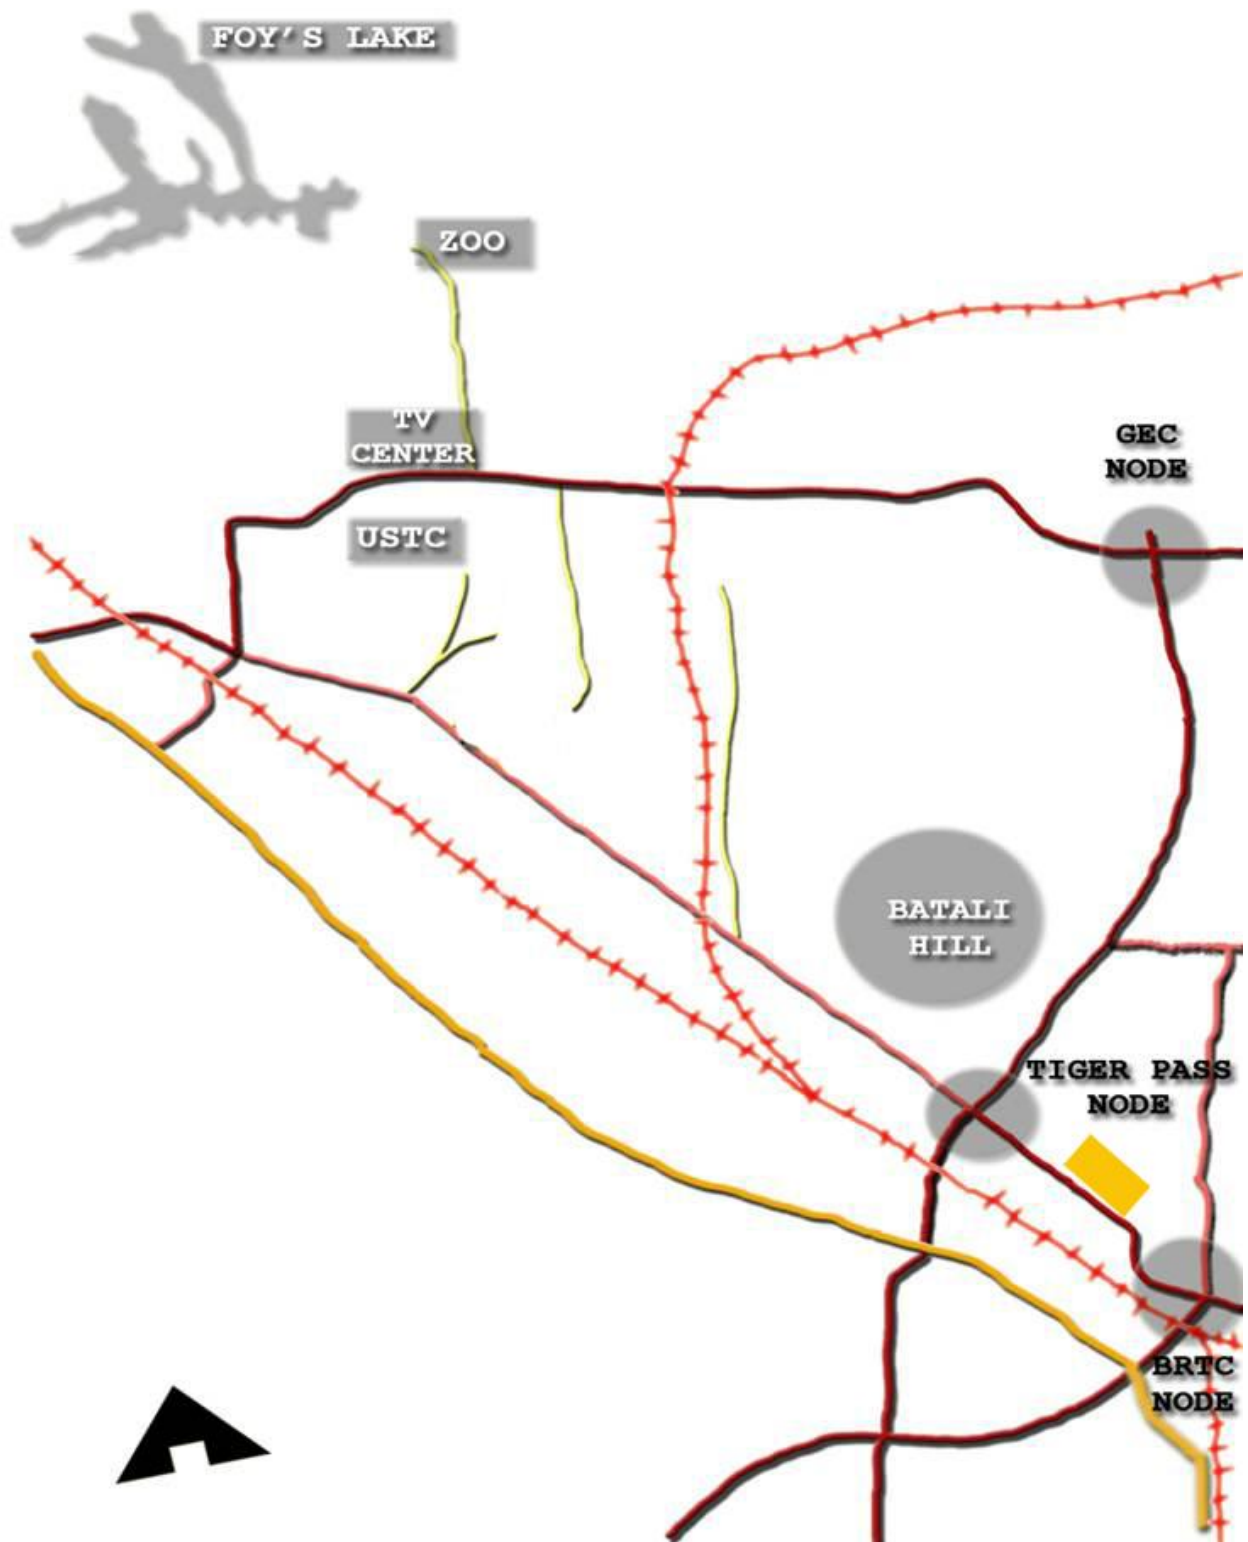 FOY'S LAKE
ZOO
TV
CENTER
GEC
NODE
USTC
BATALI
HILL
TIGER PASS
NODE
BRTC
NODE